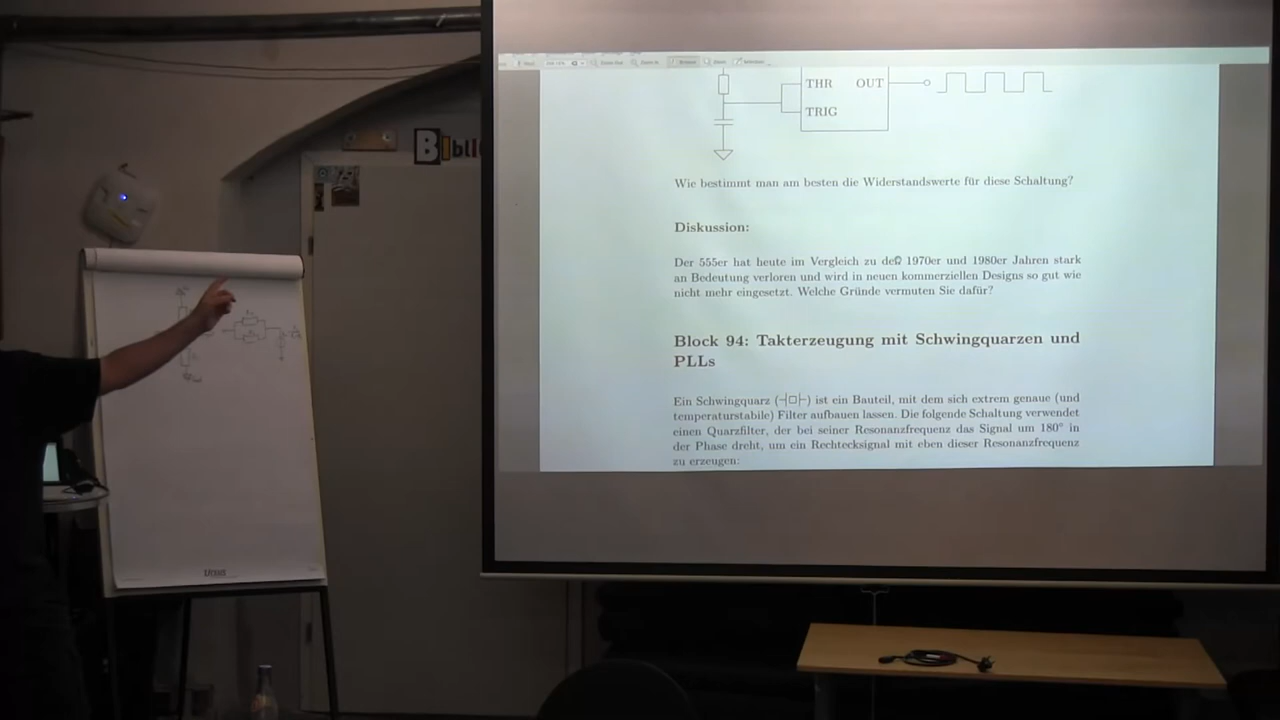 THR OUT
TRIG
Wie bestimmt man am besten die Widerstandswerte für diese Schaltung?
Diskussion:
Der 555er hat heute im Vergleich zu den 1970er und 1980er Jahren stark
an Bedeutung verloren und wird in neuen kommerziellen Designs so gut wie
nicht mehr eingesetzt. Welche Gründe vermuten Sie dafür?
Block 94: Takterzeugung mit Schwingquarzen und
PLLs
Ein Schwingquarz () ist ein Bauteil, mit dem sich extrem genaue (und
temperaturstabile) Filter aufbauen lassen. Die folgende Schaltung verwendet
einen Quarzfilter, der bei seiner Resonanzfrequenz das Signal um 180° in
der Phase dreht, um ein Rechtecksignal mit eben dieser Resonanzfrequenz
zu erzeugen: